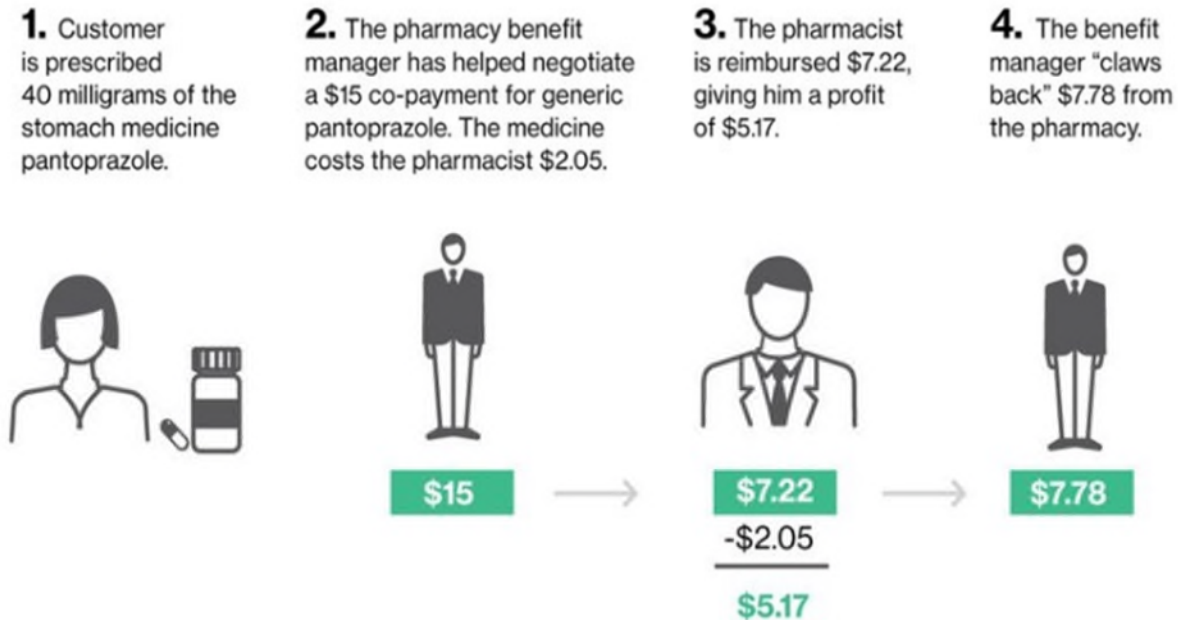 1. Customer
is prescribed
40 milligrams of the
stomach medicine
pantoprazole.
2. The pharmacy benefit
manager has helped negotiate
a $15 co-payment for generic
pantoprazole. The medicine
costs the pharmacist $2.05.
3. The pharmacist
is reimbursed $7.22,
giving him a profit
of $5.17.
4. The benefit
manager “claws
back” $7.78 from
the pharmacy.
$15
$7.22
-$2.05
$5.17
$7.78